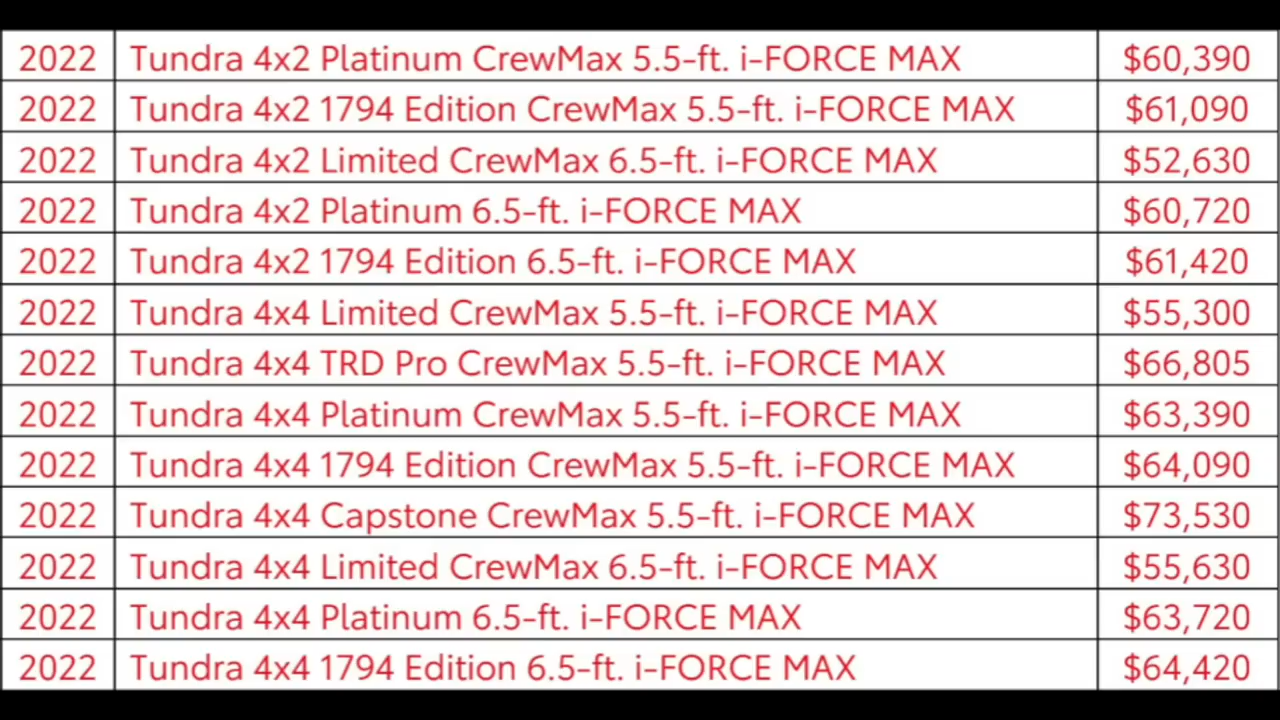 2022 Tundra 4x2 Platinum CrewMax 5.5-ft. i-FORCE MAX $60,390
2022 Tundra 4x2 1794 Edition CrewMax 5.5-ft. i-FORCE MAX $61,090
2022 Tundra 4x2 Limited CrewMax 6.5-ft. i-FORCE MAX $52,630
2022 Tundra 4x2 Platinum 6.5-ft. i-FORCE MAX $60,720
2022 Tundra 4x2 1794 Edition 6.5-ft. i-FORCE MAX $61,420
2022 Tundra 4x4 Limited CrewMax 5.5-ft. i-FORCE MAX $55,300
2022 Tundra 4x4 TRD Pro CrewMax 5.5-ft. i-FORCE MAX $66,805
2022 Tundra 4x4 Platinum CrewMax 5.5-ft. i-FORCE MAX $63,390
2022 Tundra 4x4 1794 Edition CrewMax 5.5-ft. i-FORCE MAX $64,090
2022 Tundra 4x4 Capstone CrewMax 5.5-ft. i-FORCE MAX $73,530
2022 Tundra 4x4 Limited CrewMax 6.5-ft. i-FORCE MAX $55,630
2022 Tundra 4x4 Platinum 6.5-ft. i-FORCE MAX $63,720
2022 Tundra 4x4 1794 Edition 6.5-ft. i-FORCE MAX $64,420